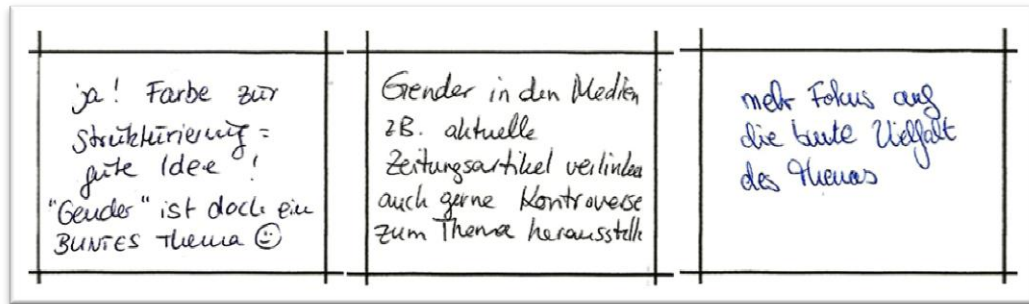 ja! Farbe zur
Strukturierung =
gute Idee !
"Gender" ist doch ein
BUNTES Thema ☺
Gender in den Medien
zB. aktuelle
Zeitungsartikel verlinken
auch gerne Kontroverse
zum Thema herausstelle
mehr Fokus auf
die bunte Vielfalt
des Themas